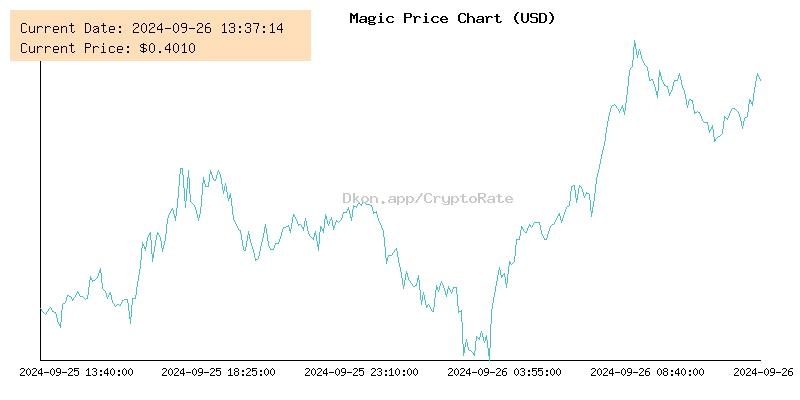 Magic Price Chart (USD)
Current Date: 2024-09-26 13:37:14
Current Price: $0.4010
Dkon.app/CryptoRate
2024-09-25 13:40:00 2024-09-25 18:25:00 2024-09-25 23:10:00 2024-09-26 03:55:00 2024-09-26 08:40:00 2024-09-26